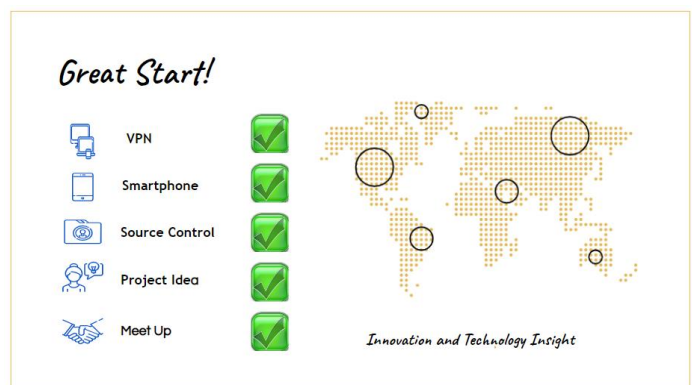 Great Start!
VPN
Smartphone
Source Control
Project Idea
Meet Up
Innovation and Technology Insight